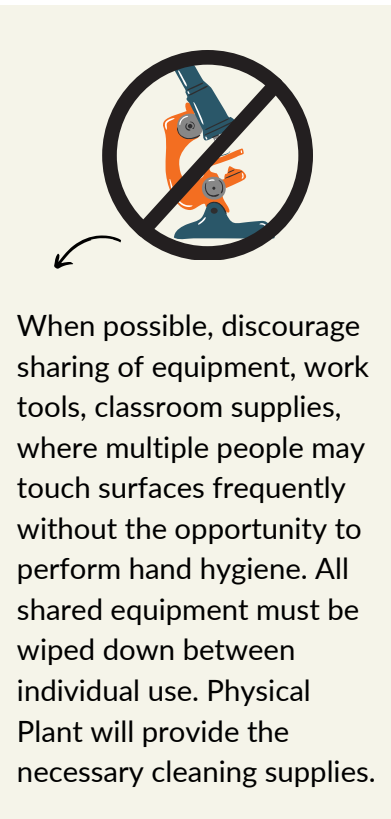 When possible, discourage
sharing of equipment, work
tools, classroom supplies,
where multiple people may
touch surfaces frequently
without the opportunity to
perform hand hygiene. All
shared equipment must be
wiped down between
individual use. Physical
Plant will provide the
necessary cleaning supplies.